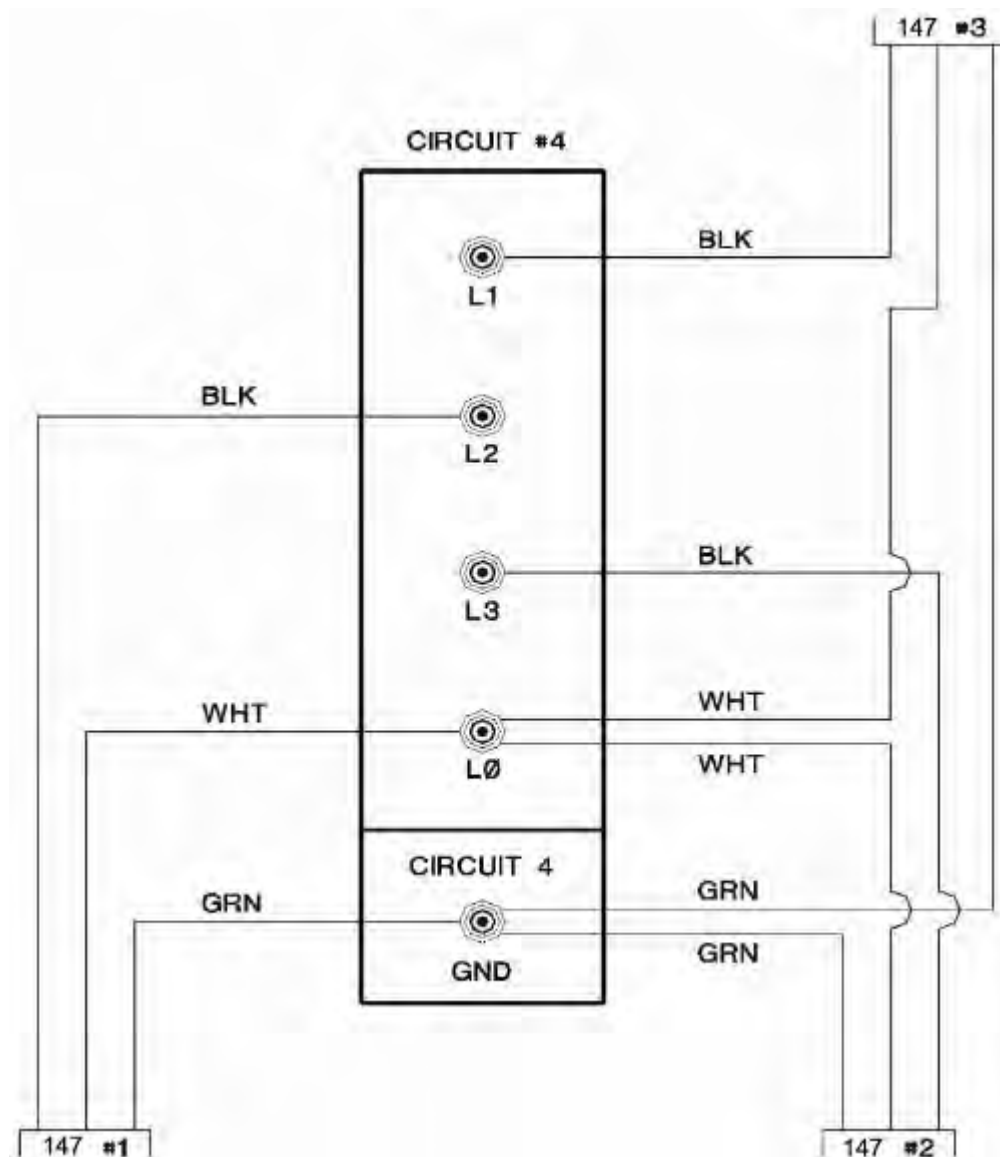 147 #3
CIRCUIT #4
BLK
L1
BLK
L2
BLK
L3
WHT
WHT
WHT
LØ
CIRCUIT 4
GRN
GRN
GRN
GND
147 #1
147 #2